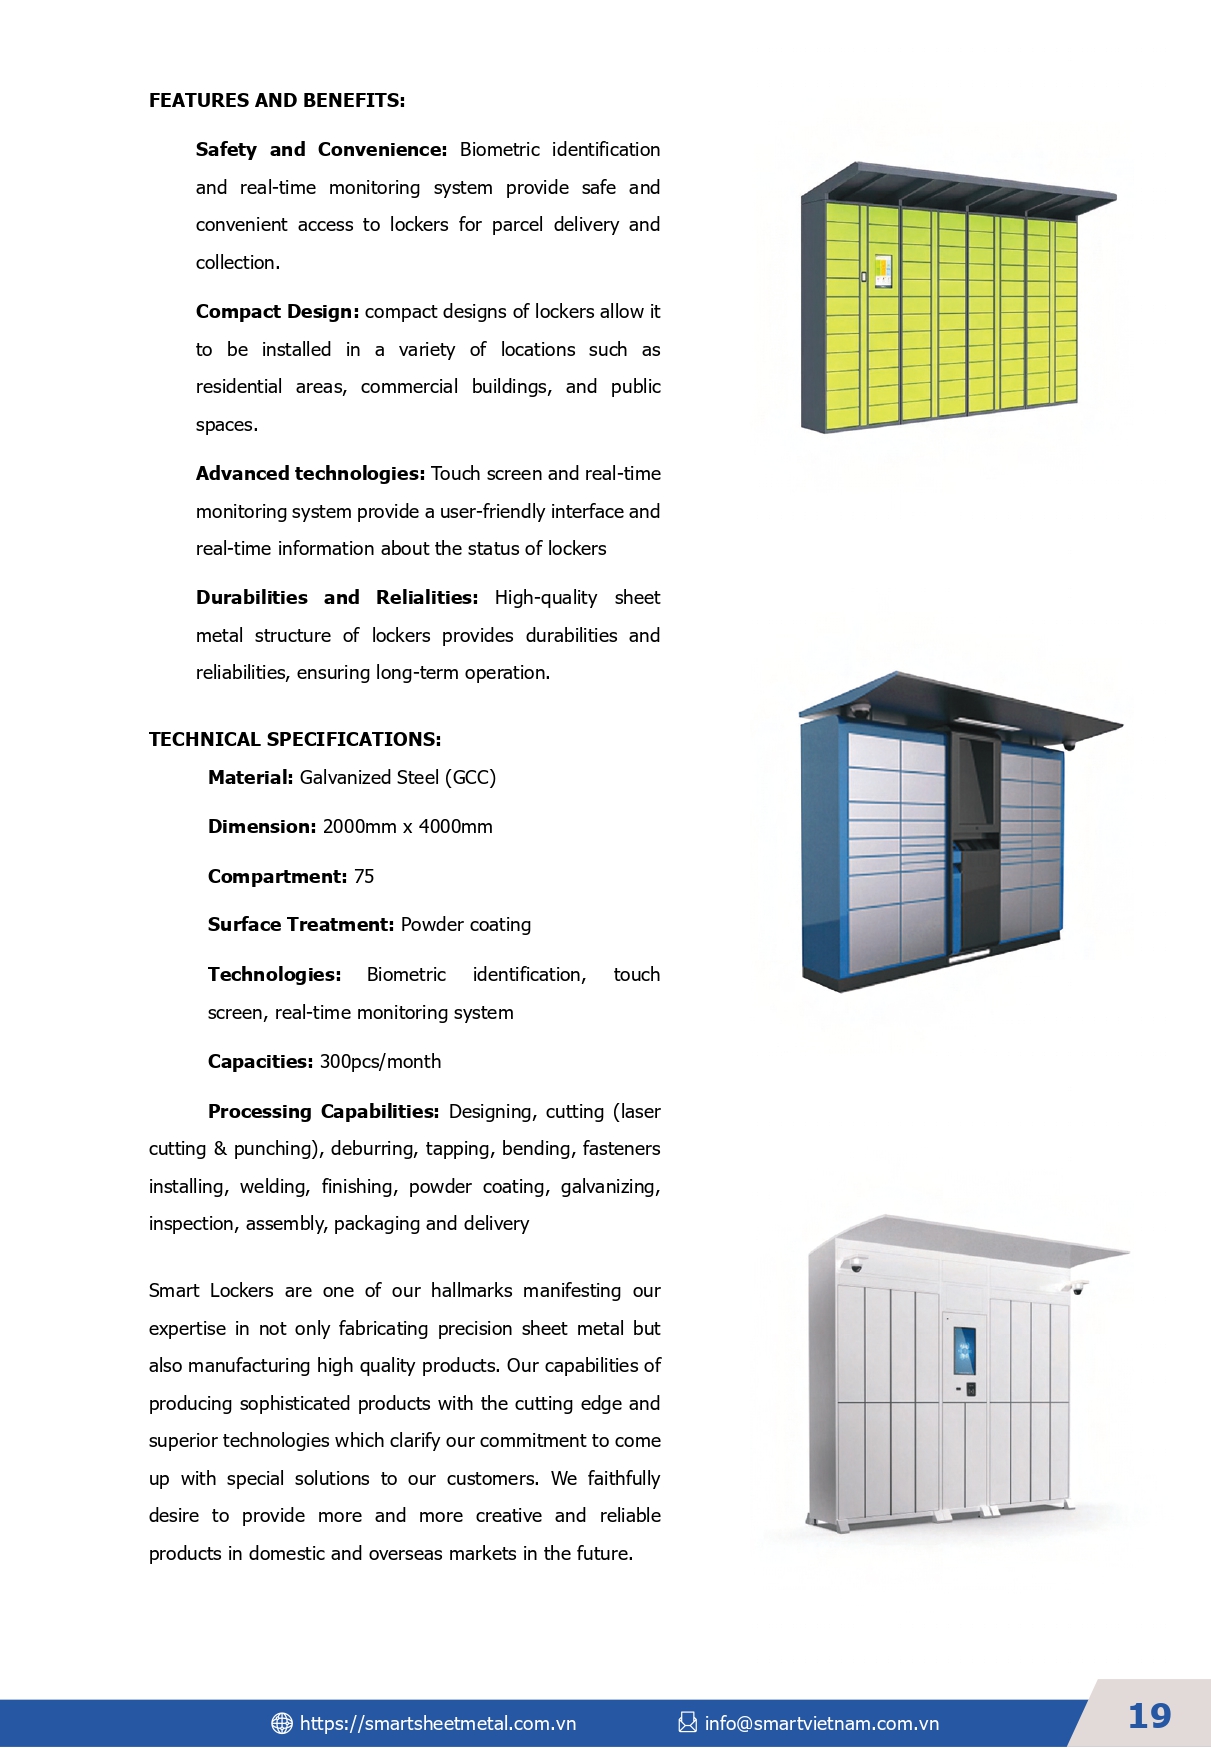 FEATURES AND BENEFITS:
Safety and Convenience: Biometric identification
and real-time monitoring system provide safe and
convenient access to lockers for parcel delivery and
collection.
Compact Design: compact designs of lockers allow it
to be installed in a variety of locations such as
residential areas, commercial buildings, and public
spaces.
Advanced technologies: Touch screen and real-time
monitoring system provide a user-friendly interface and
real-time information about the status of lockers
Durabilities and Relialities: High-quality sheet
metal structure of lockers provides durabilities and
reliabilities, ensuring long-term operation.
TECHNICAL SPECIFICATIONS:
Material: Galvanized Steel (GCC)
Dimension: 2000mm x 4000mm
Compartment: 75
Surface Treatment: Powder coating
Technologies: Biometric identification, touch
screen, real-time monitoring system
Capacities: 300pcs/month
Processing Capabilities: Designing, cutting (laser
cutting & punching), deburring, tapping, bending, fasteners
installing, welding, finishing, powder coating, galvanizing,
inspection, assembly, packaging and delivery
Smart Lockers are one of our hallmarks manifesting our
expertise in not only fabricating precision sheet metal but
also manufacturing high quality products. Our capabilities of
producing sophisticated products with the cutting edge and
superior technologies which clarify our commitment to come
up with special solutions to our customers. We faithfully
desire to provide more and more creative and reliable
products in domestic and overseas markets in the future.
https://smartsheetmetal.com.vn
info@smartvietnam.com.vn
19